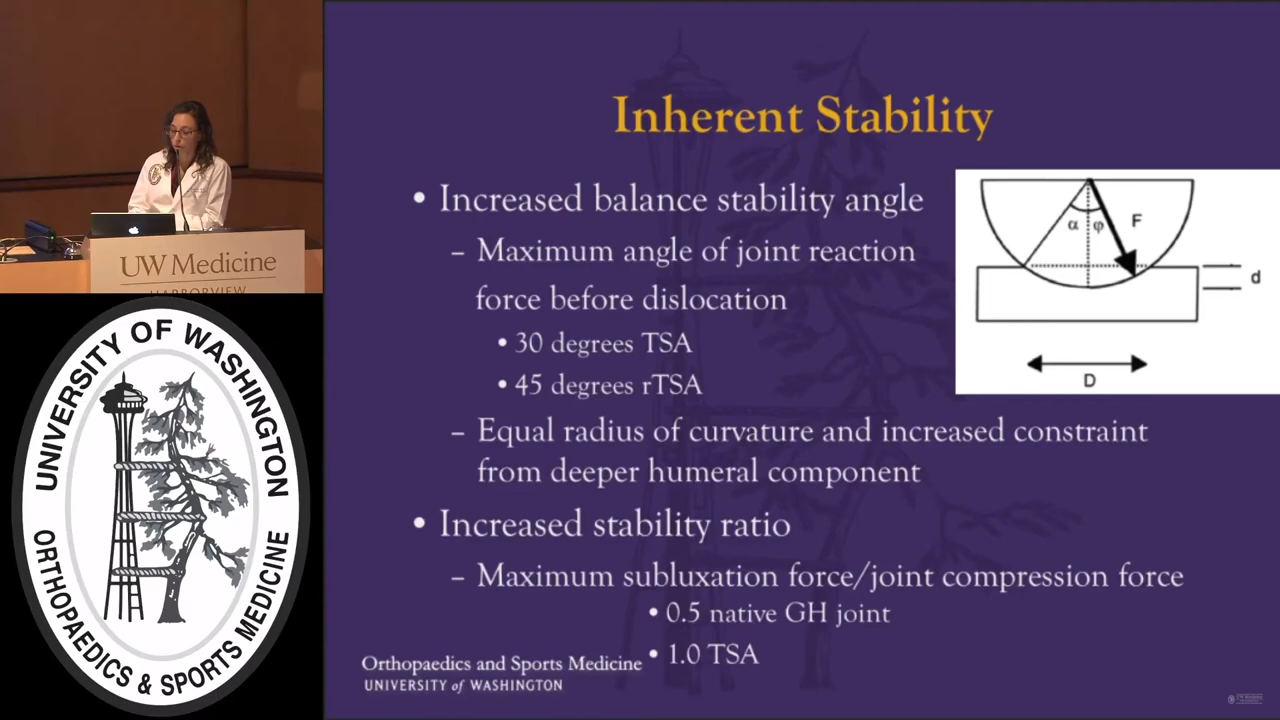 Inherent Stability
• Increased balance stability angle
– Maximum angle of joint reaction
force before dislocation
• 30 degrees TSA
• 45 degrees rTSA
– Equal radius of curvature and increased constraint
from deeper humeral component
• Increased stability ratio
– Maximum subluxation force/joint compression force
• 0.5 native GH joint
• 1.0 TSA
α φ F
d
D
Orthopaedics and Sports Medicine
UNIVERSITY of WASHINGTON
UW Medicine
HARBORVIEW
UNIVERSITY OF WASHINGTON
ORTHOPAEDICS & SPORTS MEDICINE